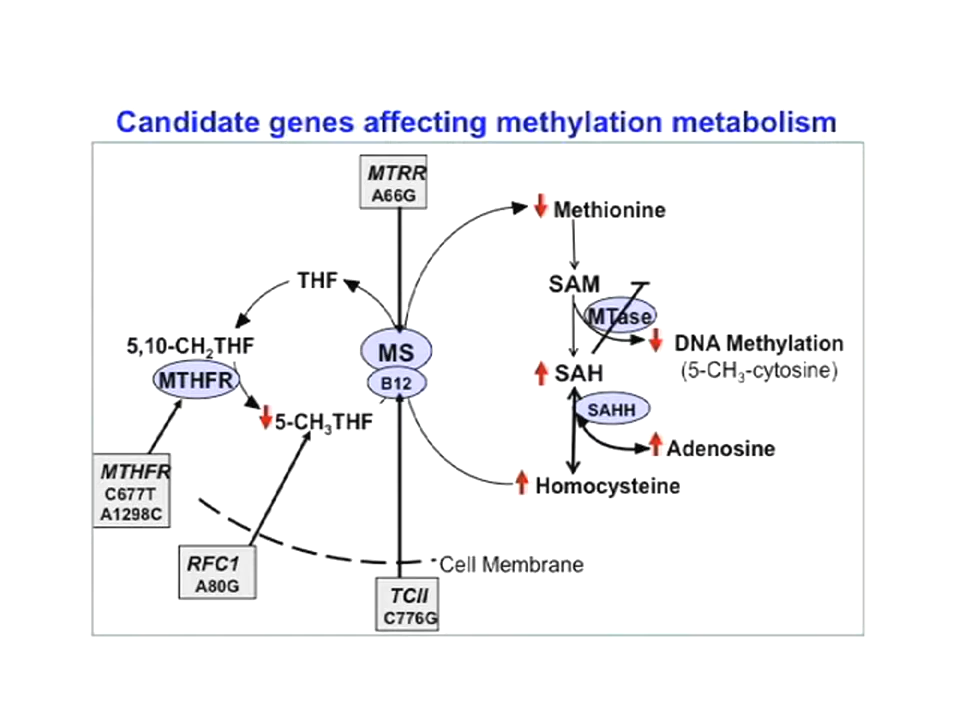 Candidate genes affecting methylation metabolism
MTRR
A66G
Methionine
THF
SAM
MTase
5,10-CH₂THF
MS
DNA Methylation
(5-CH₃-cytosine)
MTHFR
B12
SAH
SAHH
5-CH₃THF
Adenosine
MTHFR
C677T
A1298C
Homocysteine
RFC1
A80G
Cell Membrane
TCII
C776G